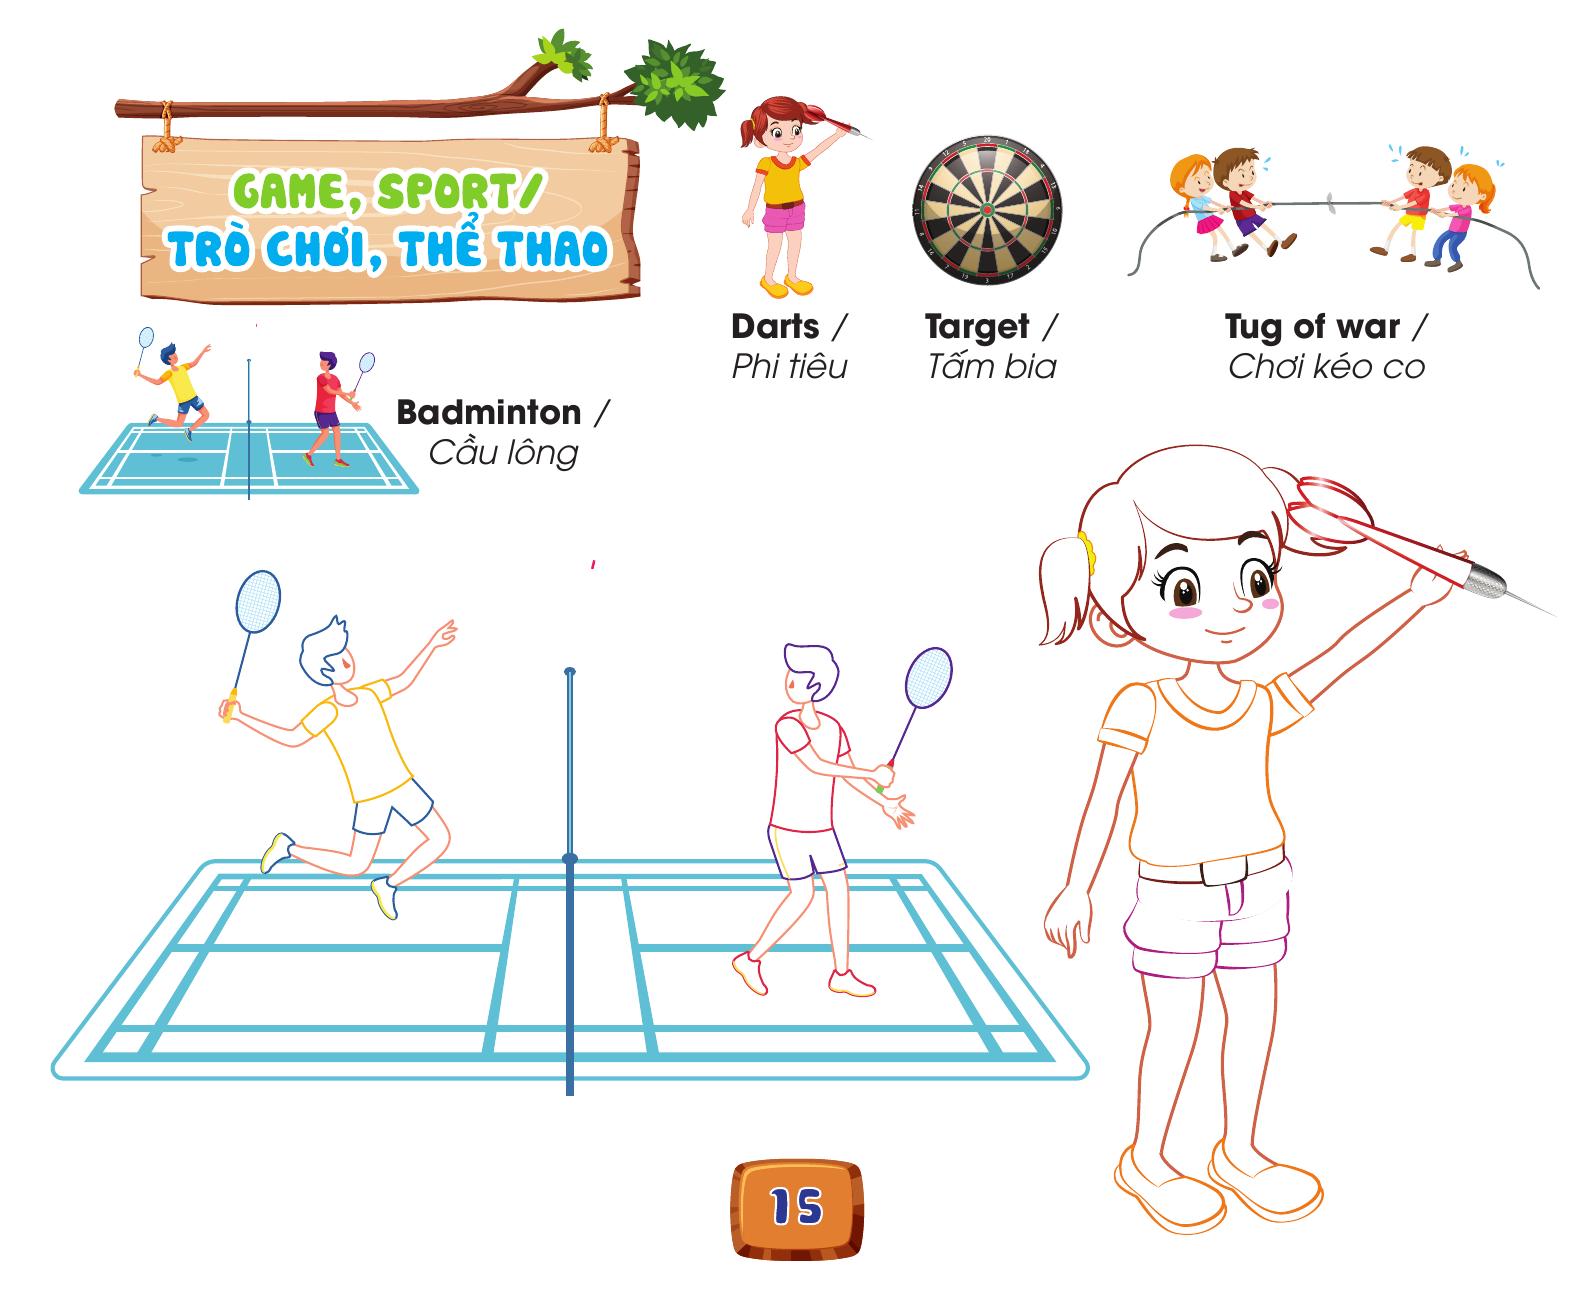 GAME, SPORT/
TRÒ CHƠI, THỂ THAO
Darts /
Phi tiêu
Target /
Tấm bia
Tug of war /
Chơi kéo co
Badminton /
Cầu lông
15